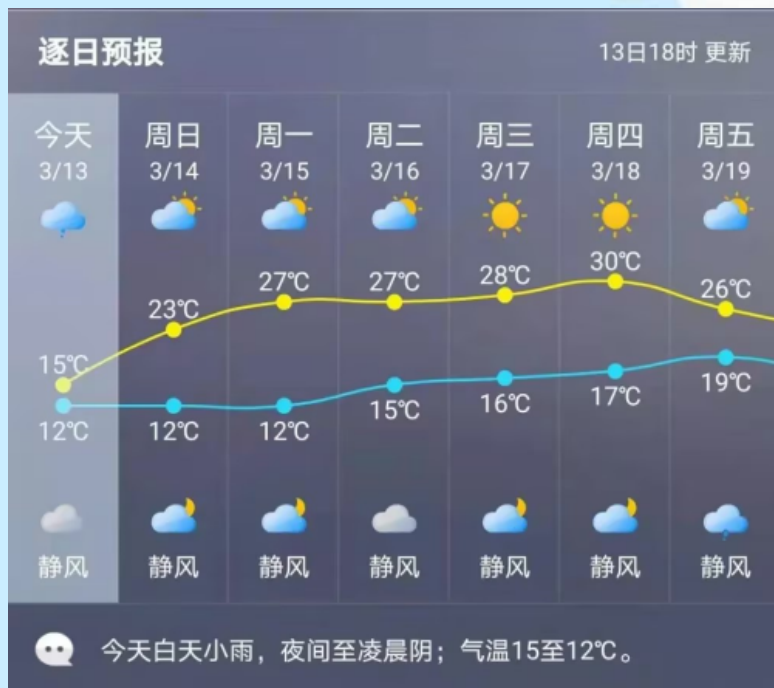 逐日预报 13日18时 更新
今天 周日 周一 周二 周三 周四 周五
3/13 3/14 3/15 3/16 3/17 3/18 3/19
15℃ 23℃ 27℃ 27℃ 28℃ 30℃ 26℃
12℃ 12℃ 12℃ 15℃ 16℃ 17℃ 19℃
静风 静风 静风 静风 静风 静风 静风
今天白天小雨，夜间至凌晨阴；气温15至12℃。